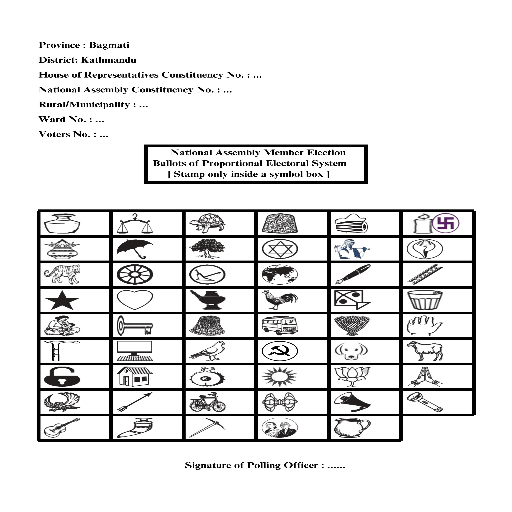 Province : Bagmati
District: Kathmandu
House of Representatives Constituency No. : ...
National Assembly Constituency No. : ...
Rural/Municipality : ...
Ward No. : ...
Voters No. : ...
National Assembly Member Election
Ballots of Proportional Electoral System
[ Stamp only inside a symbol box ]
Signature of Polling Officer : ......